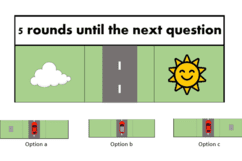 5 rounds until the next question
Option a
Option b
Option c